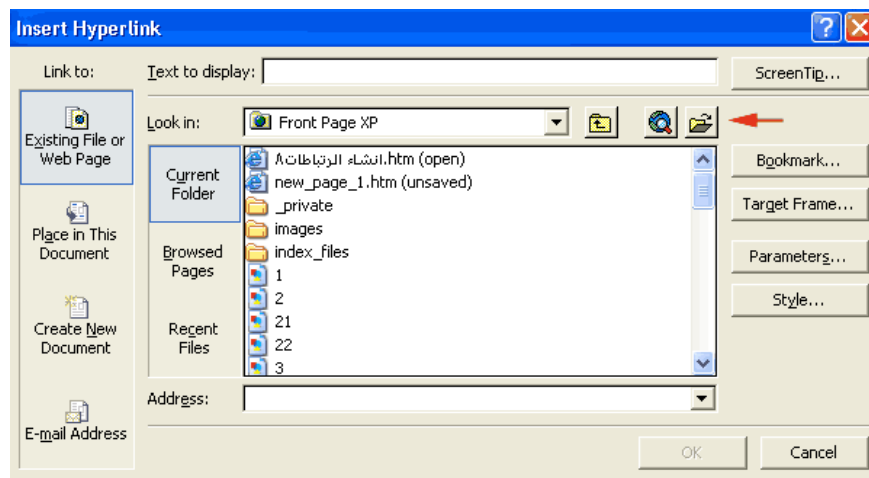 Insert Hyperlink
Link to:
Text to display:
ScreenTip...
Existing File or
Web Page
Look in:
Front Page XP
Current
Folder
انشاء الرتباطات٨.htm (open)
new_page_1.htm (unsaved)
_private
images
index_files
1
2
21
22
3
Bookmark...
Target Frame...
Place in This
Document
Browsed
Pages
Parameters...
Style...
Create New
Document
Recent
Files
Address:
E-mail Address
OK
Cancel